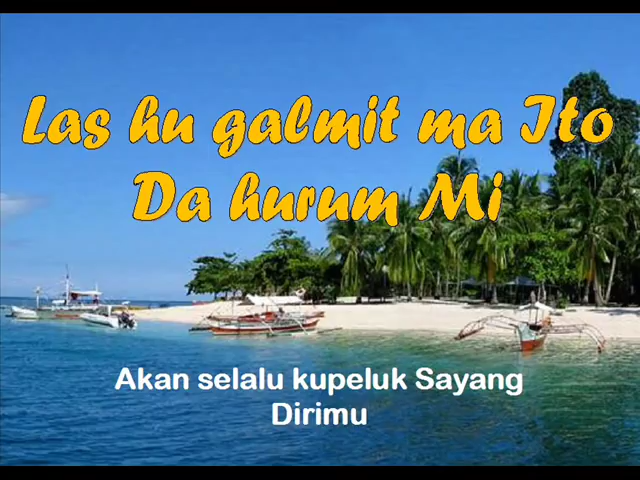 Las hu galmit ma Ito
Da hurum Mi
Akan selalu kupeluk Sayang
Dirimu